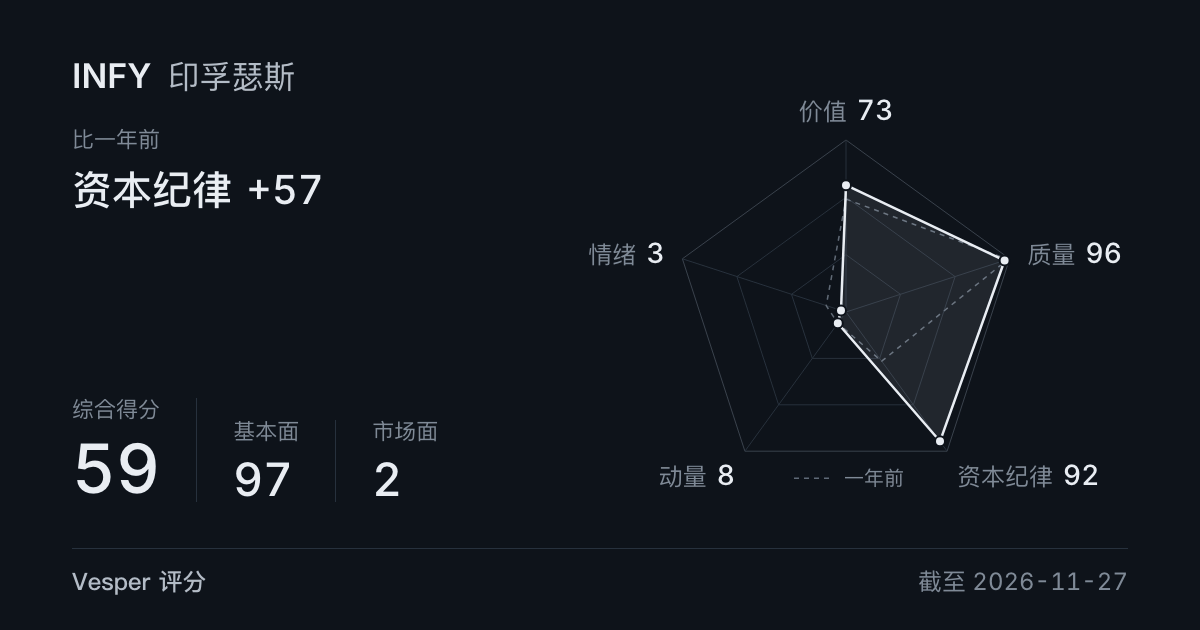 INFY 印孚瑟斯
比一年前
资本纪律 +57
价值 73
情绪 3
质量 96
动量 8
一年前
资本纪律 92
综合得分
59
基本面
97
市场面
2
Vesper 评分
截至 2026-11-27